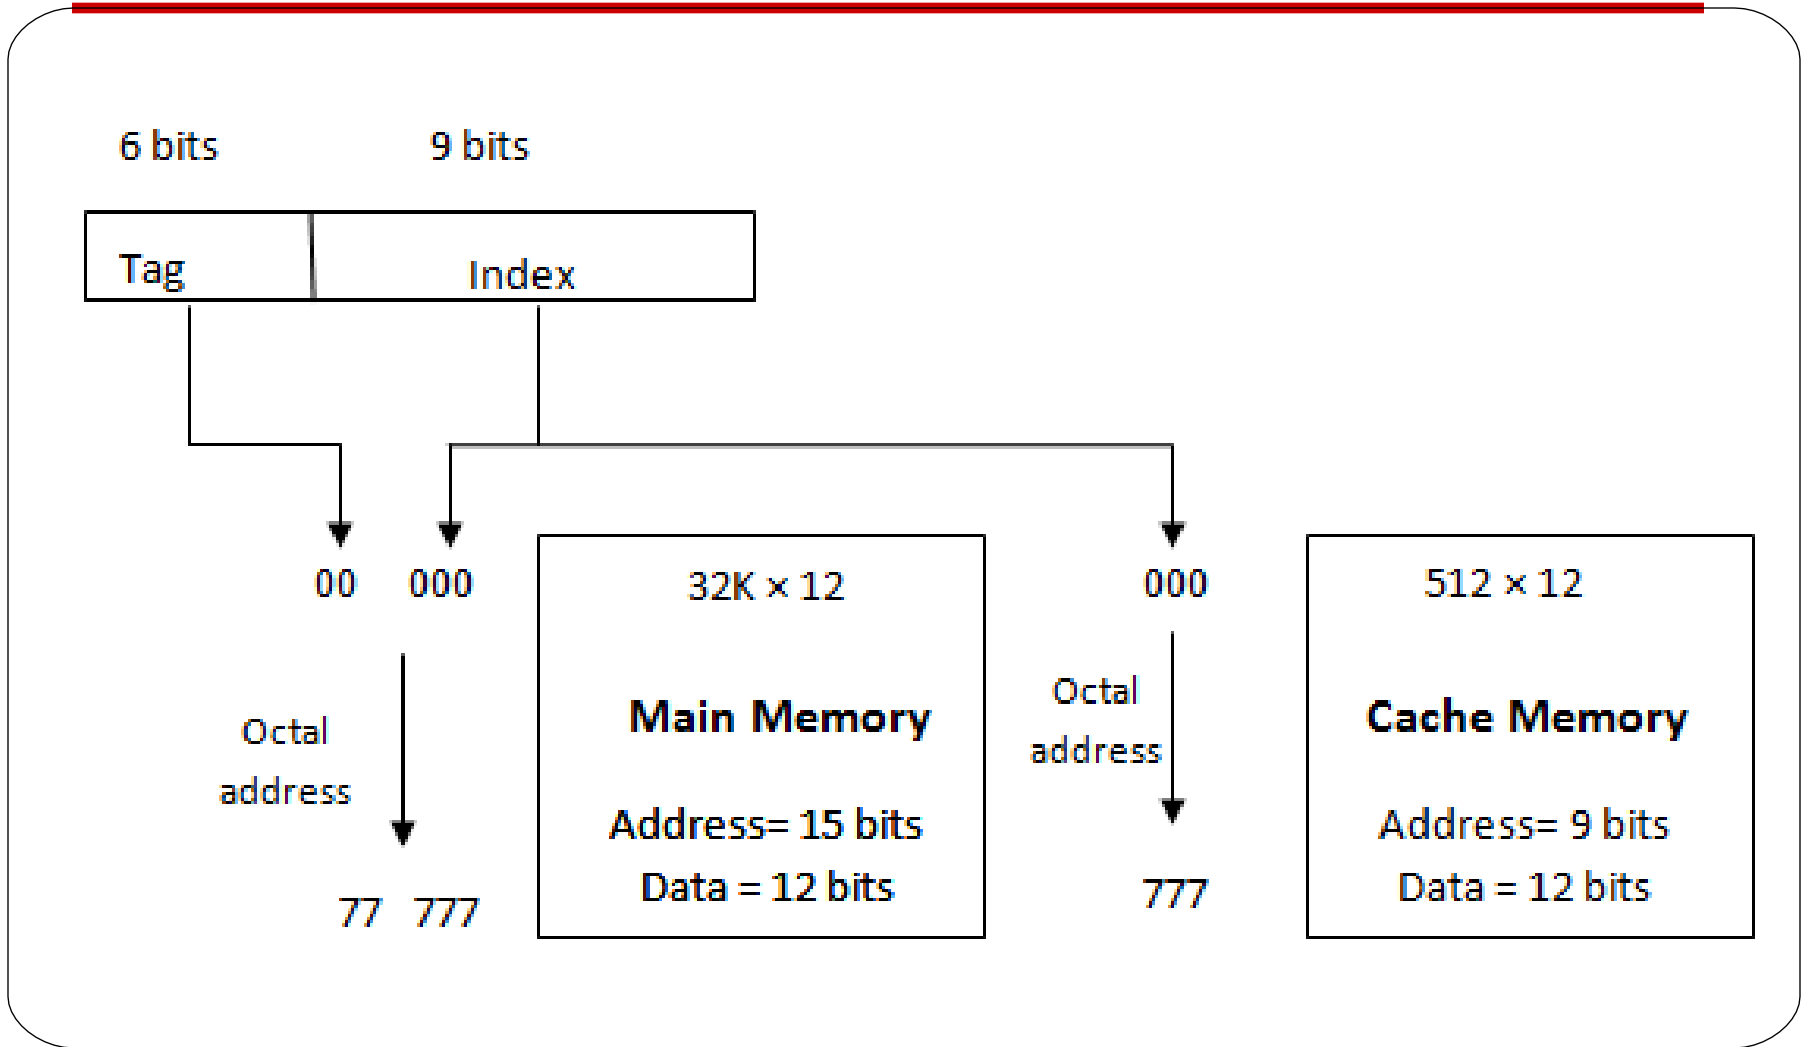 6 bits 9 bits
Tag Index
00 000
Octal
address
77 777
32K × 12
Main Memory
Address= 15 bits
Data = 12 bits
000
Octal
address
777
512 × 12
Cache Memory
Address= 9 bits
Data = 12 bits